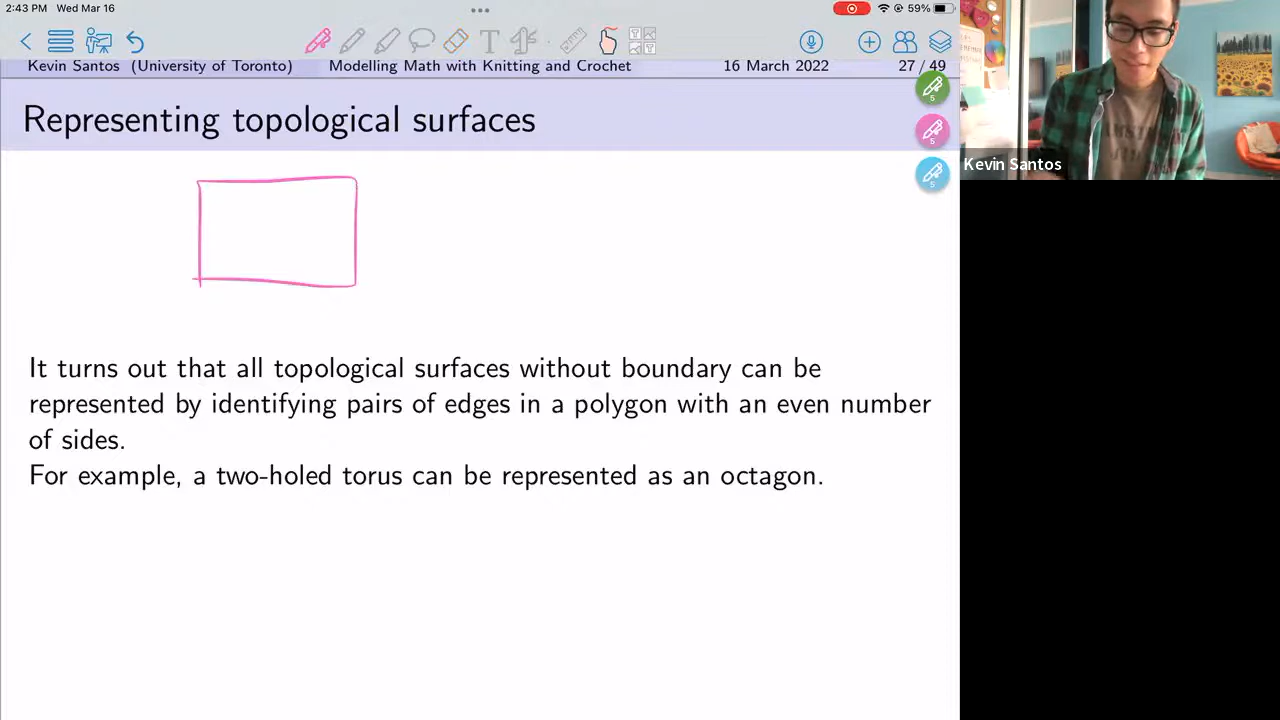 2:43 PM Wed Mar 16
59%
T
Kevin Santos (University of Toronto) Modelling Math with Knitting and Crochet 16 March 2022 27 / 49
Representing topological surfaces
5
5
5
Kevin Santos
It turns out that all topological surfaces without boundary can be
represented by identifying pairs of edges in a polygon with an even number
of sides.
For example, a two-holed torus can be represented as an octagon.